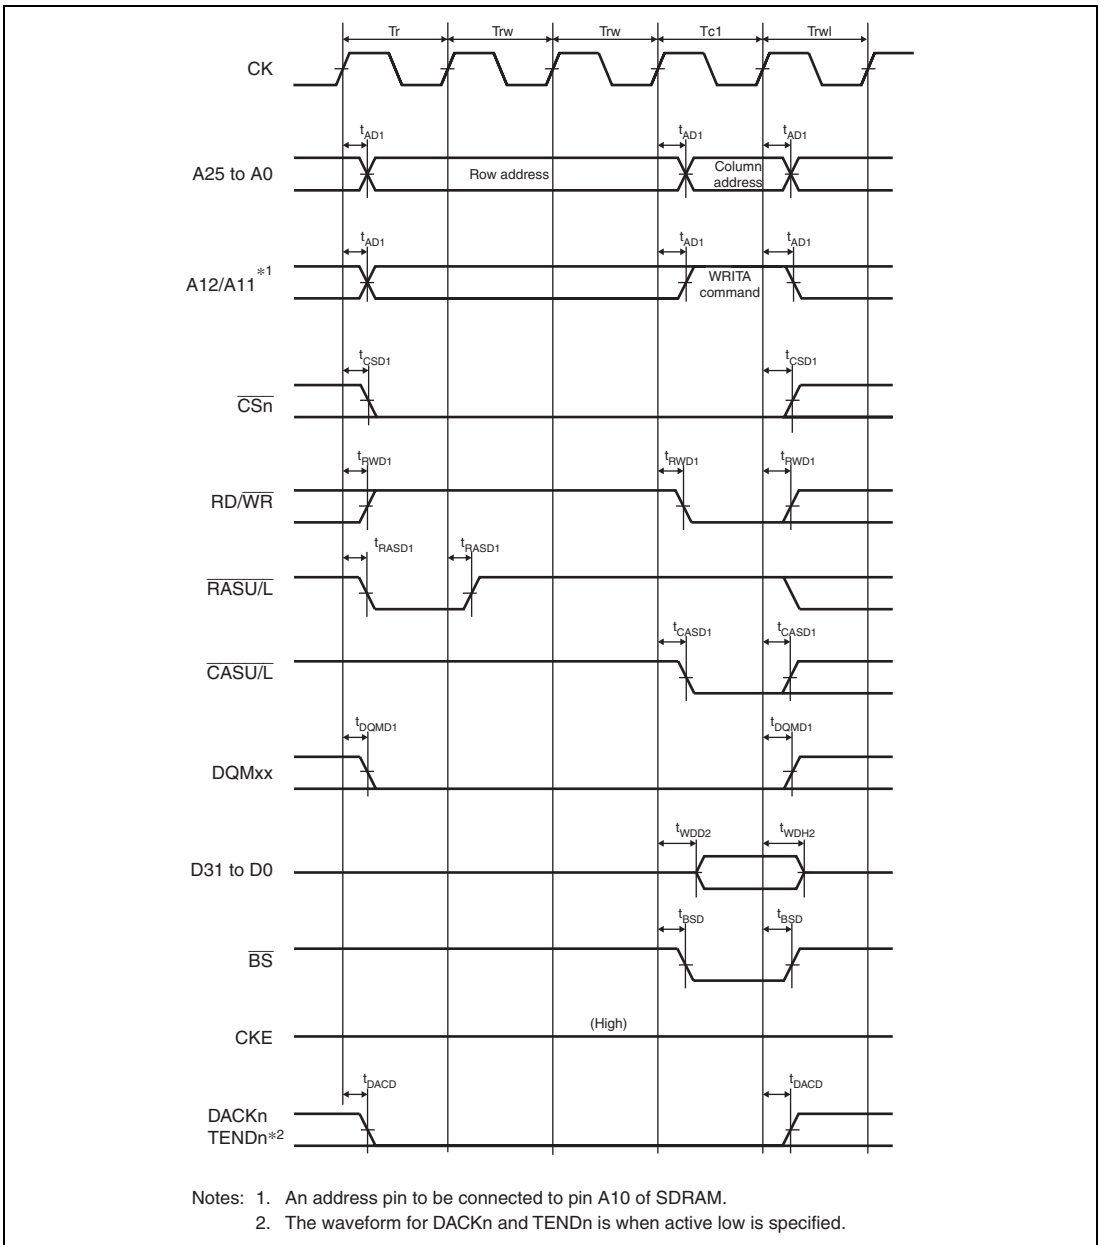 Tr Trw Trw Tc1 Trwl
CK
tAD1 tAD1 tAD1
A25 to A0 Row address Column address
tAD1 tAD1 tAD1
A12/A11*1 WRITA command
tCSD1 tCSD1
CSn
tRWD1 tRWD1 tRWD1
RD/WR
tRASD1 tRASD1
RASU/L
tCASD1 tCASD1
CASU/L
tDQMD1 tDQMD1
DQMxx
tWDD2 tWDH2
D31 to D0
tBSD tBSD
BS
(High)
CKE
tDACD tDACD
DACKn
TENDn*2
Notes: 1. An address pin to be connected to pin A10 of SDRAM.
2. The waveform for DACKn and TENDn is when active low is specified.